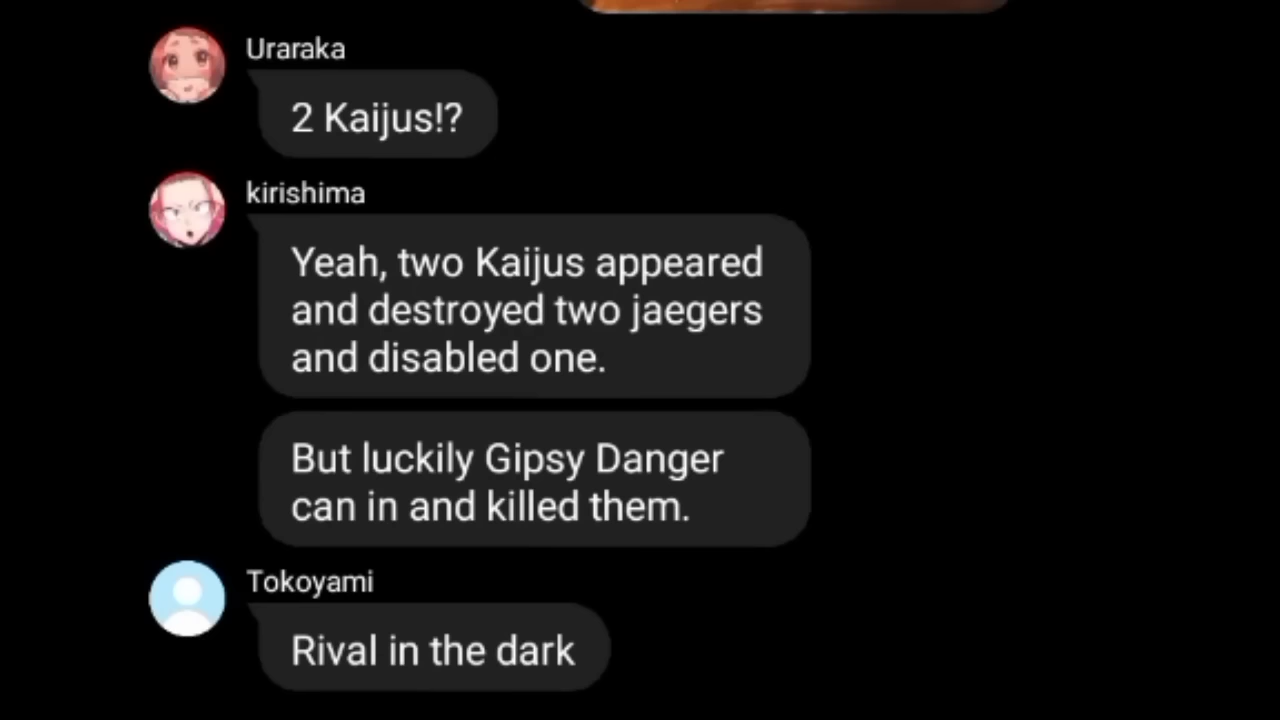 Uraraka
2 Kaijus!?
kirishima
Yeah, two Kaijus appeared
and destroyed two jaegers
and disabled one.
But luckily Gipsy Danger
can in and killed them.
Tokoyami
Rival in the dark